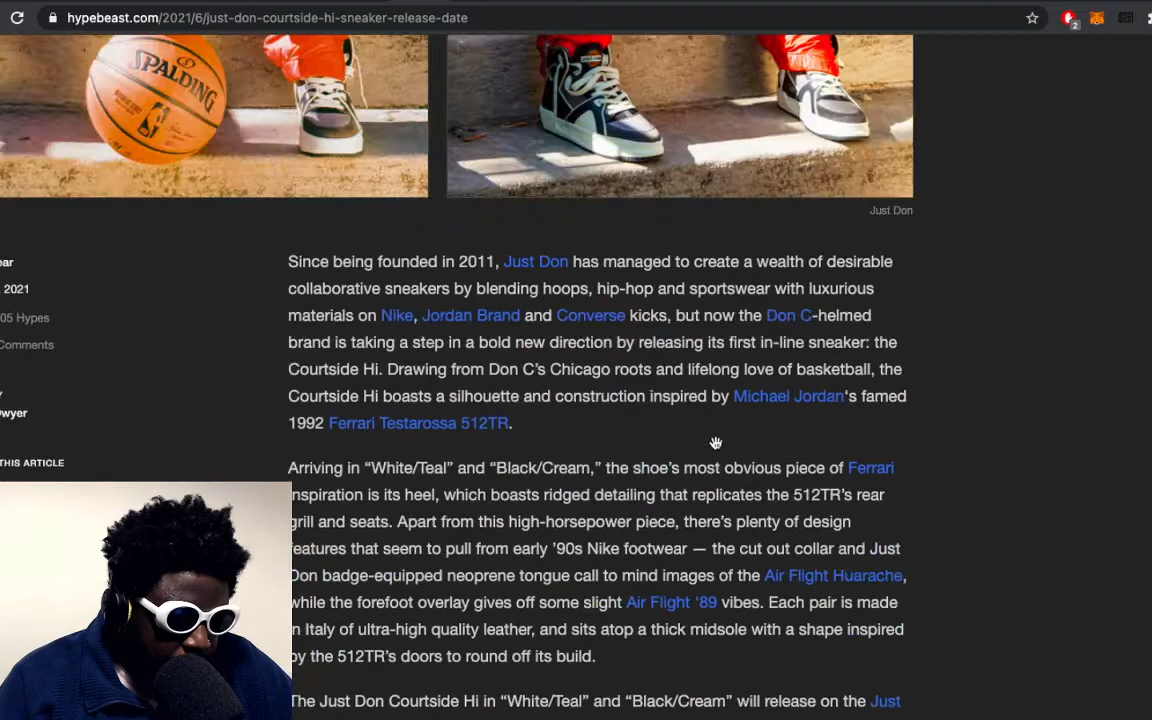 hypebeast.com/2021/6/just-don-courtside-hi-sneaker-release-date
2
SPALDING
Just Don
ear
, 2021
05 Hypes
Comments
Y
wyer
THIS ARTICLE
Since being founded in 2011, Just Don has managed to create a wealth of desirable
collaborative sneakers by blending hoops, hip-hop and sportswear with luxurious
materials on Nike, Jordan Brand and Converse kicks, but now the Don C-helmed
brand is taking a step in a bold new direction by releasing its first in-line sneaker: the
Courtside Hi. Drawing from Don C’s Chicago roots and lifelong love of basketball, the
Courtside Hi boasts a silhouette and construction inspired by Michael Jordan‘s famed
1992 Ferrari Testarossa 512TR.
Arriving in “White/Teal” and “Black/Cream,” the shoe’s most obvious piece of Ferrari
inspiration is its heel, which boasts ridged detailing that replicates the 512TR’s rear
grill and seats. Apart from this high-horsepower piece, there’s plenty of design
features that seem to pull from early ’90s Nike footwear — the cut out collar and Just
Don badge-equipped neoprene tongue call to mind images of the Air Flight Huarache,
while the forefoot overlay gives off some slight Air Flight ‘89 vibes. Each pair is made
in Italy of ultra-high quality leather, and sits atop a thick midsole with a shape inspired
by the 512TR’s doors to round off its build.
The Just Don Courtside Hi in “White/Teal” and “Black/Cream” will release on the Just